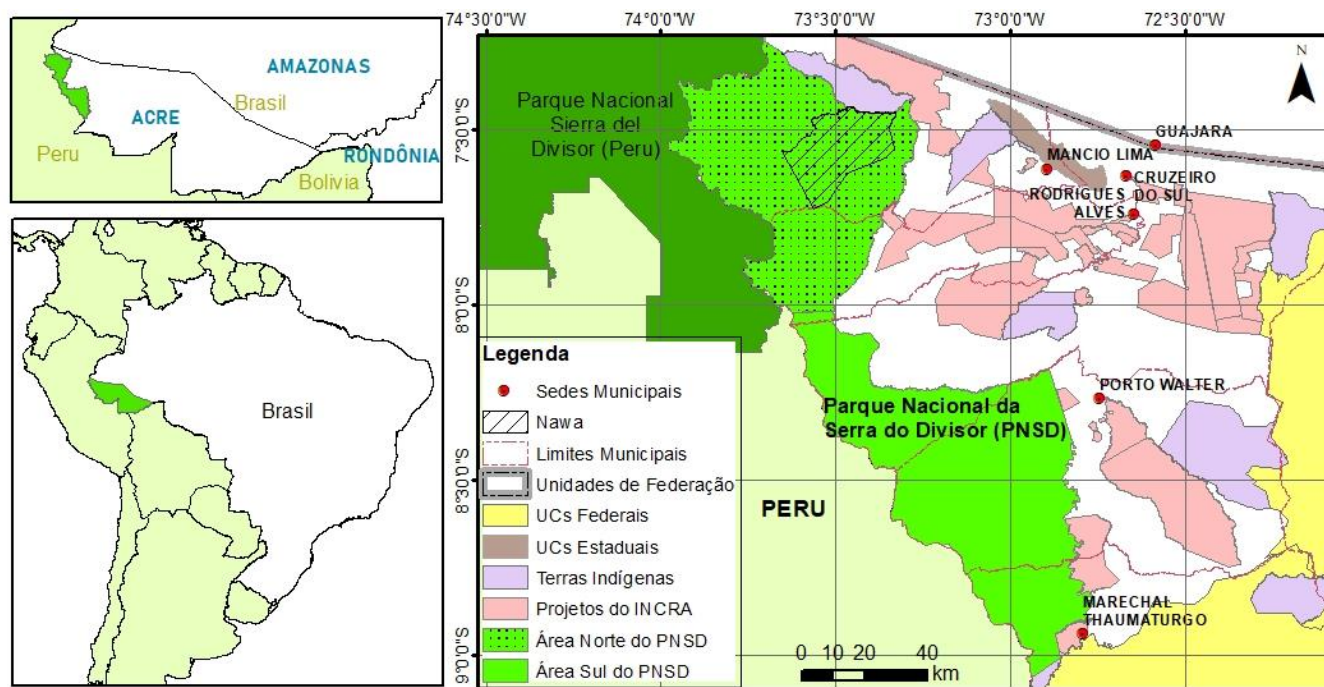 AMAZONAS
Brasil
ACRE
Peru
RONDÔNIA
Bolivia
Brasil
74°30'0"W 74°0'0"W 73°30'0"W 73°0'0"W 72°30'0"W
7°30'0"S
8°0'0"S
8°30'0"S
9°0'0"S
N
Parque Nacional
Sierra del
Divisor (Peru)
GUAJARA
MANCIO LIMA
CRUZEIRO
DO SUL
RODRIGUES
ALVES
PORTO WALTER
Parque Nacional da
Serra do Divisor (PNSD)
PERU
MARECHAL
THAUMATURGO
Legenda
Sedes Municipais
Nawa
Limites Municipais
Unidades de Federação
UCs Federais
UCs Estaduais
Terras Indígenas
Projetos do INCRA
Área Norte do PNSD
Área Sul do PNSD
0 10 20 40
km